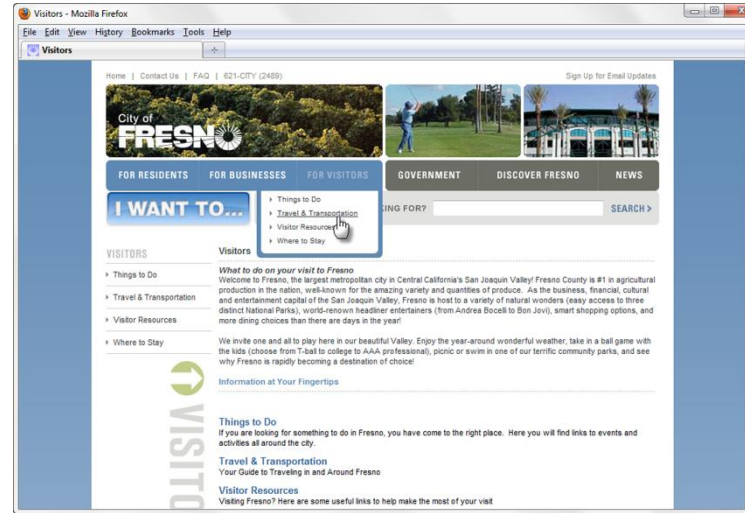 Visitors - Mozilla Firefox
File Edit View History Bookmarks Tools Help
Visitors
Home | Contact Us | FAQ | 621-CITY (2489)
Sign Up for Email Updates
City of
FRESNO
FOR RESIDENTS FOR BUSINESSES FOR VISITORS GOVERNMENT DISCOVER FRESNO NEWS
I WANT TO...
KING FOR?
SEARCH >
Things to Do
Travel & Transportation
Visitor Resources
Where to Stay
VISITORS
Things to Do
Travel & Transportation
Visitor Resources
Where to Stay
VISITO
Visitors
What to do on your visit to Fresno
Welcome to Fresno, the largest metropolitan city in Central California's San Joaquin Valley! Fresno County is #1 in agricultural
production in the nation, well-known for the amazing variety and quantities of produce. As the business, financial, cultural
and entertainment capital of the San Joaquin Valley, Fresno is host to a variety of natural wonders (easy access to three
distinct National Parks), world-renown headliner entertainers (from Andrea Bocelli to Bon Jovi), smart shopping options, and
more dining choices than there are days in the year!
We invite one and all to play here in our beautiful Valley. Enjoy the year-around wonderful weather, take in a ball game with
the kids (choose from T-ball to college to AAA professional), picnic or swim in one of our terrific community parks, and see
why Fresno is rapidly becoming a destination of choice!
Information at Your Fingertips
Things to Do
If you are looking for something to do in Fresno, you have come to the right place. Here you will find links to events and
activities all around the city.
Travel & Transportation
Your Guide to Traveling in and Around Fresno
Visitor Resources
Visiting Fresno? Here are some useful links to help make the most of your visit